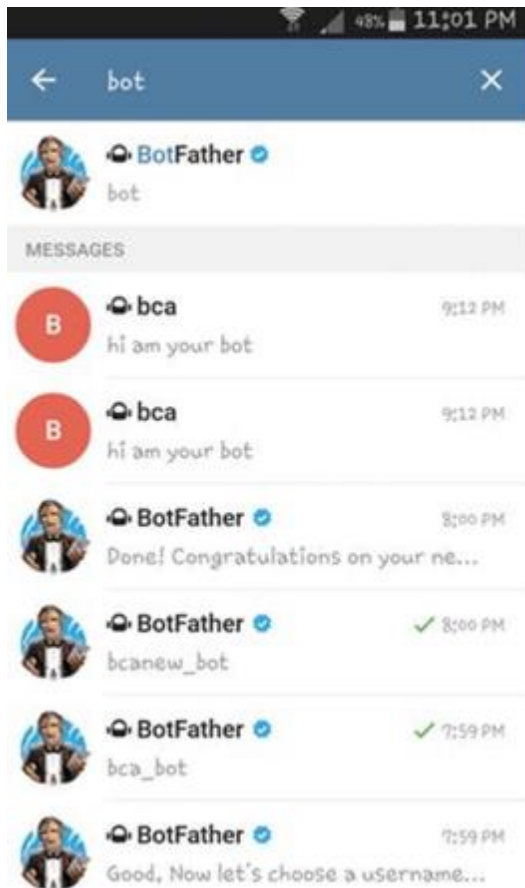 48% 11:01 PM
bot
BotFather
bot
MESSAGES
B
bca 9:12 PM
hi am your bot
B
bca 9:12 PM
hi am your bot
BotFather 8:00 PM
Done! Congratulations on your ne...
BotFather 8:00 PM
bcanew_bot
BotFather 7:59 PM
bca_bot
BotFather 7:59 PM
Good, Now let's choose a username...